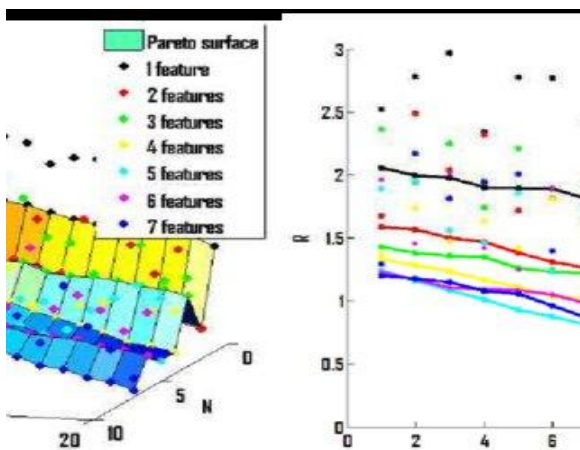 Pareto surface
1 feature
2 features
3 features
4 features
5 features
6 features
7 features
0
5
N
10
20
3
2.5
2
R
1.5
1
0.5
0
0
2
4
6